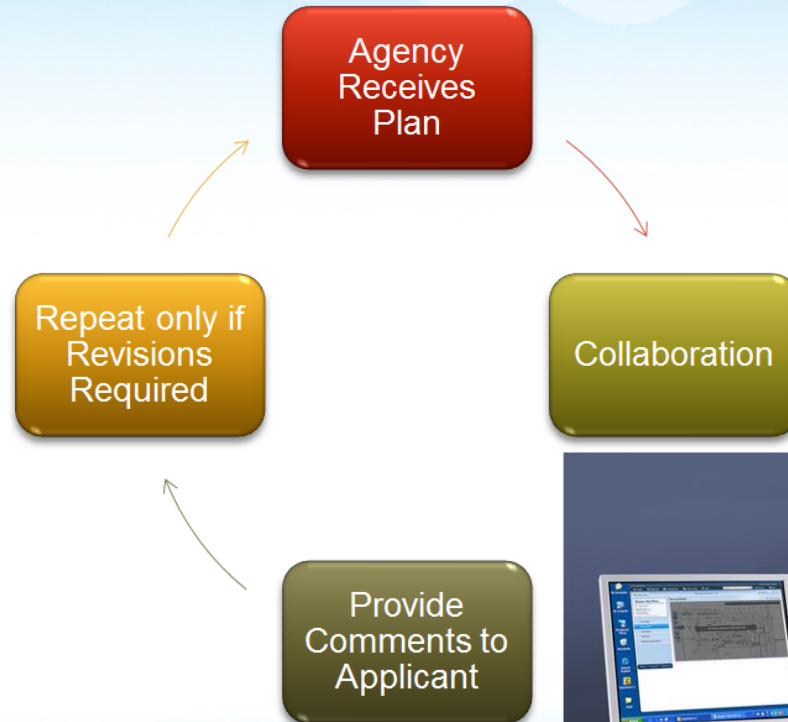 Agency
Receives
Plan
Repeat only if
Revisions
Required
Collaboration
Provide
Comments to
Applicant